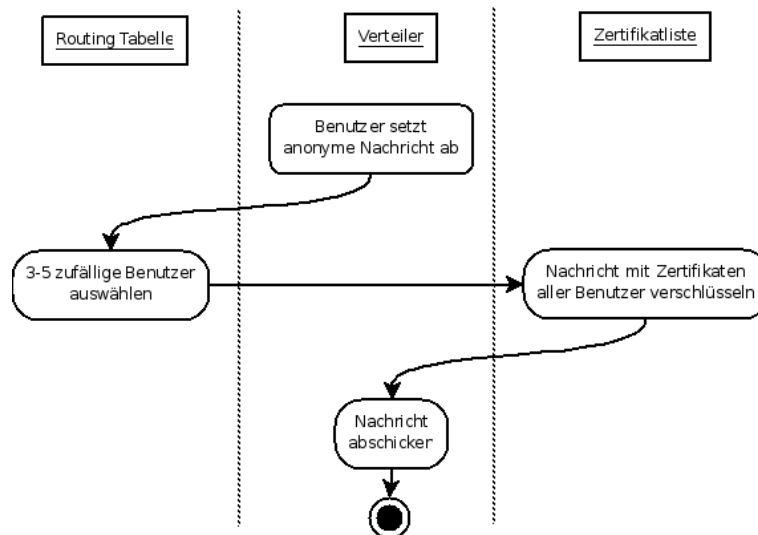 Routing Tabelle
Verteiler
Zertifikatliste
Benutzer setzt
anonyme Nachricht ab
3-5 zufällige Benutzer
auswählen
Nachricht mit Zertifikaten
aller Benutzer verschlüsseln
Nachricht
abschicken